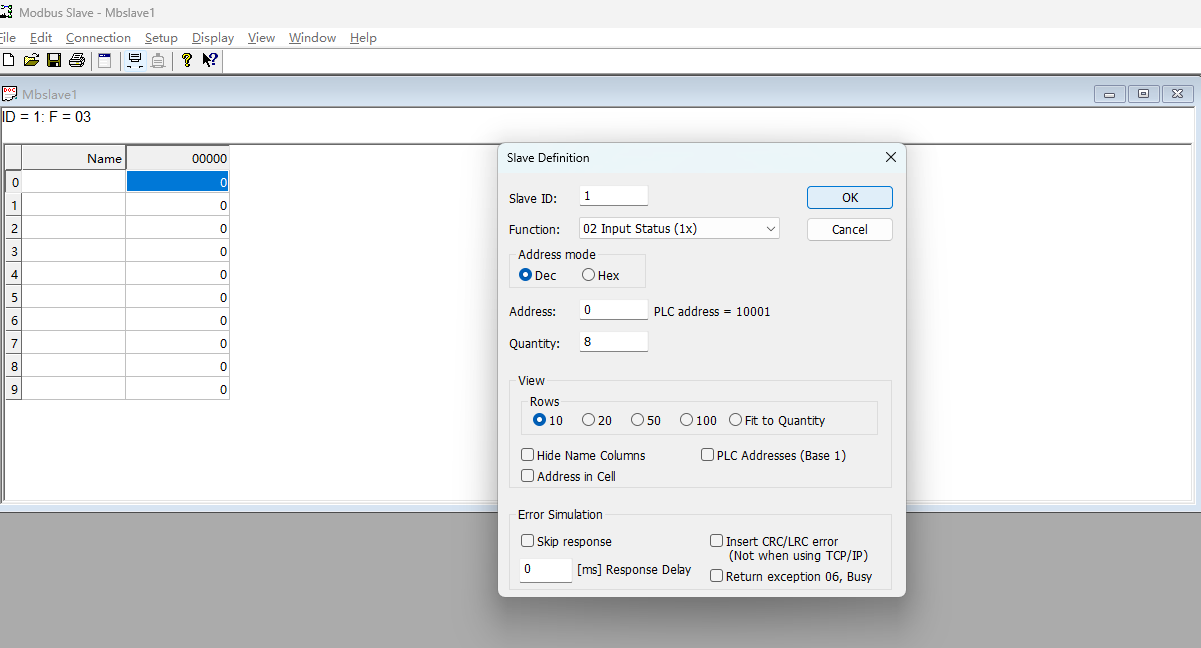 Modbus Slave - Mbslave1
File Edit Connection Setup Display View Window Help
Mbslave1
ID = 1: F = 03
Name 00000
0 0
1 0
2 0
3 0
4 0
5 0
6 0
7 0
8 0
9 0
Slave Definition
Slave ID: 1 OK
Function: 02 Input Status (1x) Cancel
Address mode
Dec Hex
Address: 0 PLC address = 10001
Quantity: 8
View
Rows
10 20 50 100 Fit to Quantity
Hide Name Columns PLC Addresses (Base 1)
Address in Cell
Error Simulation
Skip response Insert CRC/LRC error
(Not when using TCP/IP)
0 [ms] Response Delay
Return exception 06, Busy